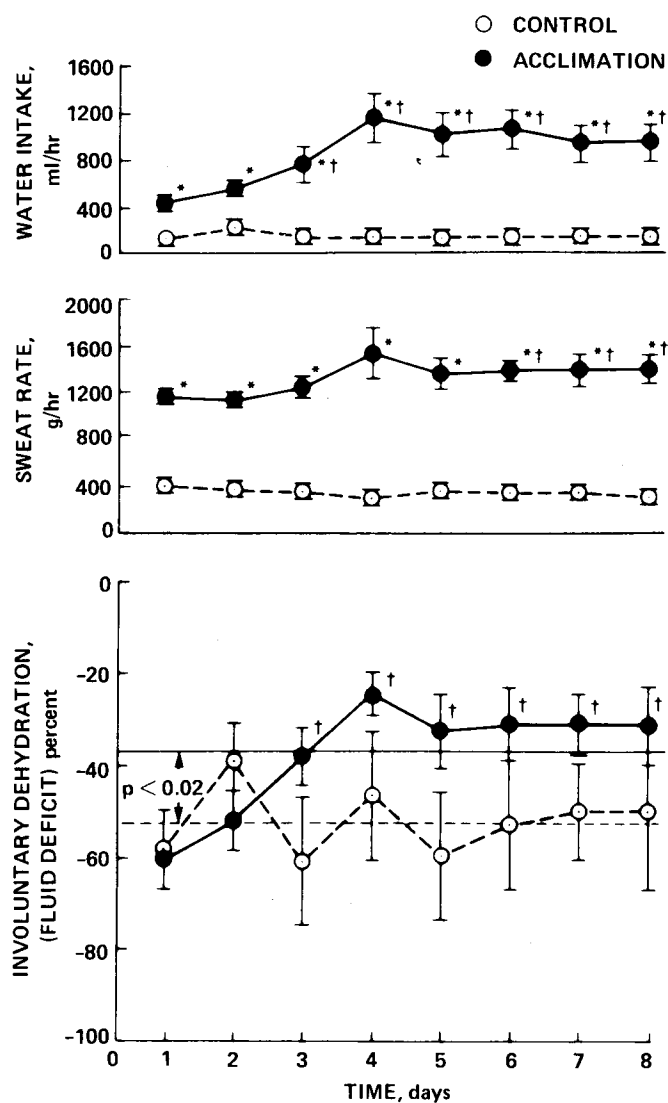 CONTROL
ACCLIMATION
WATER INTAKE,
ml/hr
1600
1200
800
400
0
* * *† *† *† *† *† *†
SWEAT RATE,
g/hr
2000
1600
1200
800
400
0
* * * * * *† *† *†
INVOLUNTARY DEHYDRATION,
(FLUID DEFICIT) percent
0
-20
-40
-60
-80
-100
† † † † † †
p < 0.02
0 1 2 3 4 5 6 7 8
TIME, days